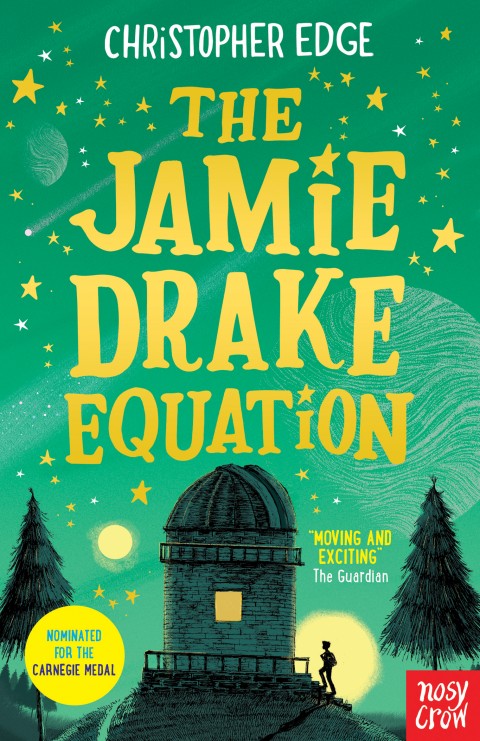 CHRiSTOPHER EDGE
THE
JAMiE
DRAKE
EQUATiON
"MOVING AND
EXCITING"
The Guardian
NOMINATED
FOR THE
CARNEGIE MEDAL
nosy
crow